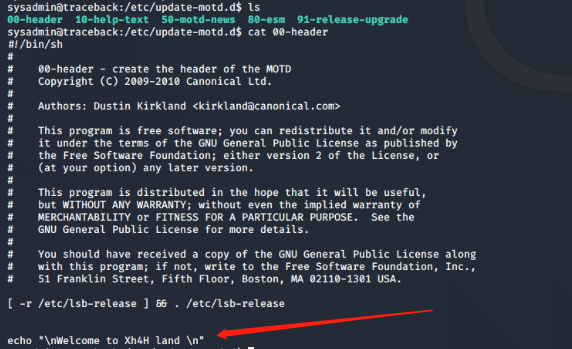 sysadmin@traceback:/etc/update-motd.d$ ls
00-header  10-help-text  50-motd-news  80-esm  91-release-upgrade
sysadmin@traceback:/etc/update-motd.d$ cat 00-header
#!/bin/sh
#
#    00-header - create the header of the MOTD
#    Copyright (C) 2009-2010 Canonical Ltd.
#
#    Authors: Dustin Kirkland <kirkland@canonical.com>
#
#    This program is free software; you can redistribute it and/or modify
#    it under the terms of the GNU General Public License as published by
#    the Free Software Foundation; either version 2 of the License, or
#    (at your option) any later version.
#
#    This program is distributed in the hope that it will be useful,
#    but WITHOUT ANY WARRANTY; without even the implied warranty of
#    MERCHANTABILITY or FITNESS FOR A PARTICULAR PURPOSE.  See the
#    GNU General Public License for more details.
#
#    You should have received a copy of the GNU General Public License along
#    with this program; if not, write to the Free Software Foundation, Inc.,
#    51 Franklin Street, Fifth Floor, Boston, MA 02110-1301 USA.
[ -r /etc/lsb-release ] && . /etc/lsb-release
echo "\nWelcome to Xh4H land \n"